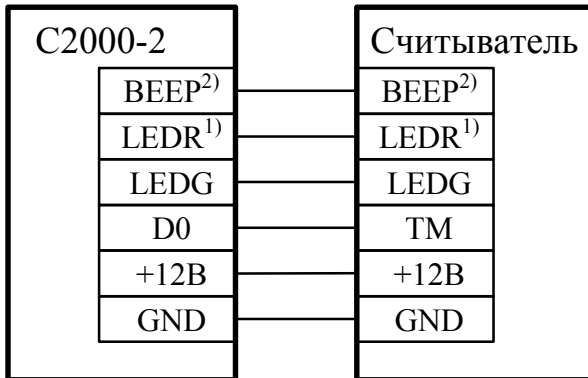 С2000-2 Считыватель
BEEP2) BEEP2)
LEDR1) LEDR1)
LEDG LEDG
D0 TM
+12В +12В
GND GND